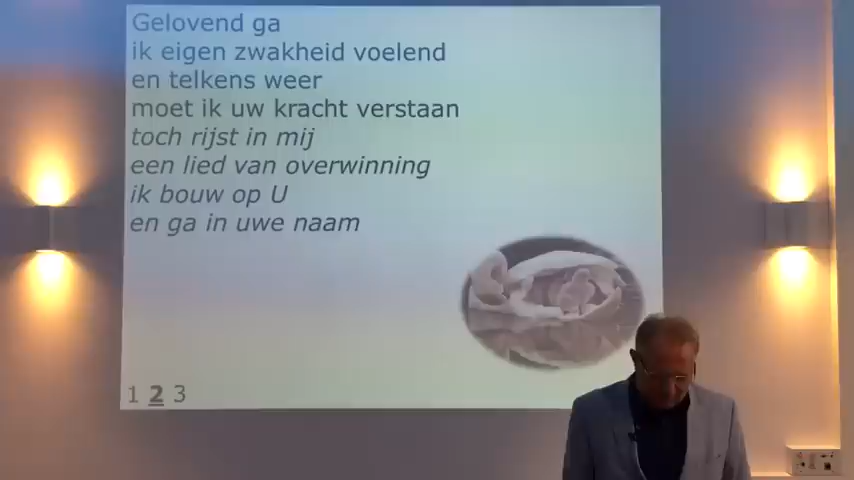 Gelovend ga
ik eigen zwakheid voelend
en telkens weer
moet ik uw kracht verstaan
toch rijst in mij
een lied van overwinning
ik bouw op U
en ga in uwe naam
1 2 3